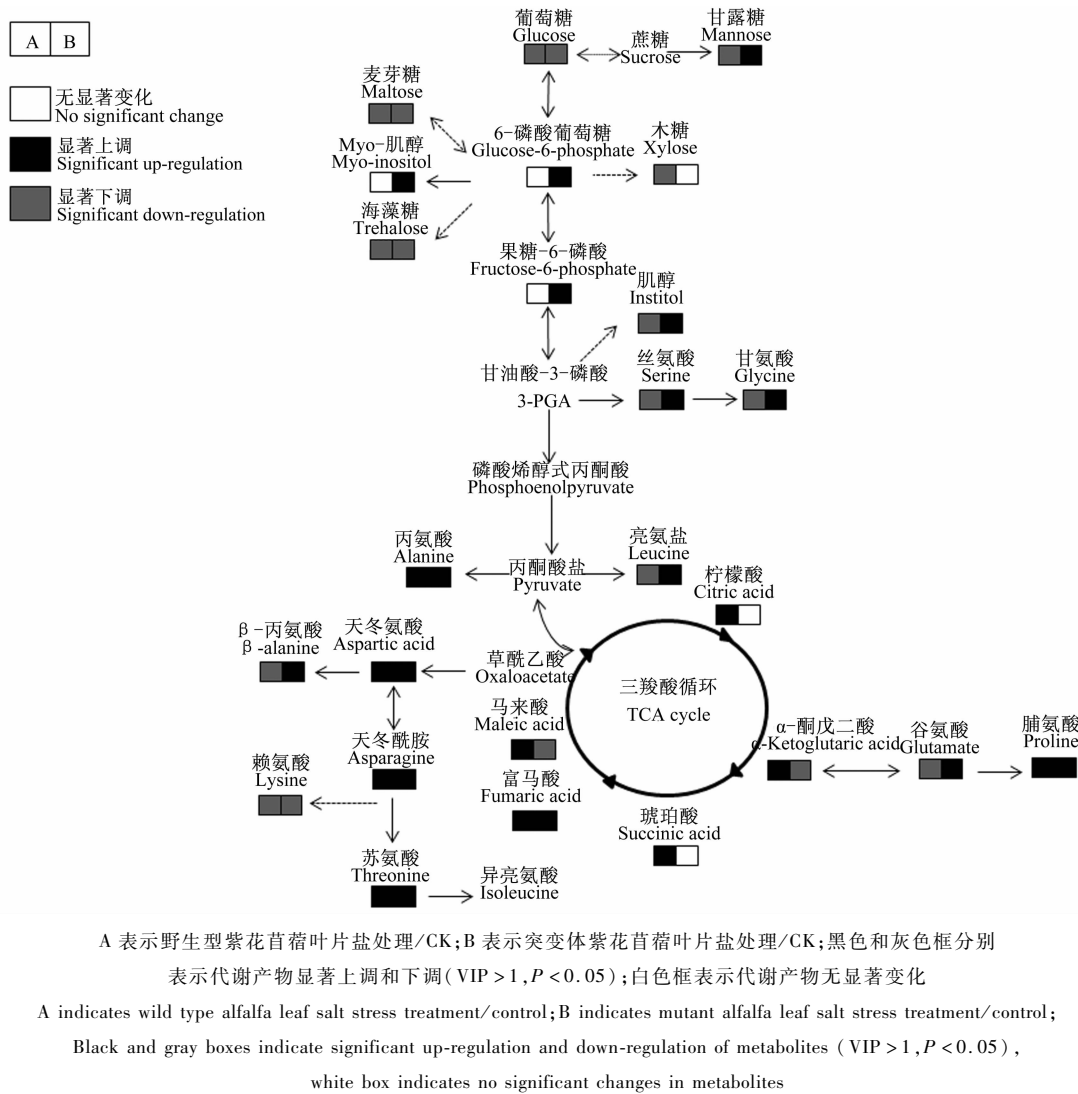 A B
无显著变化
No significant change
显著上调
Significant up-regulation
显著下调
Significant down-regulation
葡萄糖
Glucose
蔗糖
Sucrose
甘露糖
Mannose
麦芽糖
Maltose
6-磷酸葡萄糖
Glucose-6-phosphate
木糖
Xylose
Myo-肌醇
Myo-inositol
海藻糖
Trehalose
果糖-6-磷酸
Fructose-6-phosphate
肌醇
Institol
甘油酸-3-磷酸
3-PGA
丝氨酸
Serine
甘氨酸
Glycine
磷酸烯醇式丙酮酸
Phosphoenolpyruvate
丙氨酸
Alanine
丙酮酸盐
Pyruvate
亮氨盐
Leucine
柠檬酸
Citric acid
β-丙氨酸
β-alanine
天冬氨酸
Aspartic acid
草酰乙酸
Oxaloacetate
三羧酸循环
TCA cycle
马来酸
Maleic acid
α-酮戊二酸
α-Ketoglutaric acid
谷氨酸
Glutamate
脯氨酸
Proline
天冬酰胺
Asparagine
赖氨酸
Lysine
富马酸
Fumaric acid
琥珀酸
Succinic acid
苏氨酸
Threonine
异亮氨酸
Isoleucine
A 表示野生型紫花苜蓿叶片盐处理/CK;B 表示突变体紫花苜蓿叶片盐处理/CK;黑色和灰色框分别
表示代谢产物显著上调和下调(VIP>1,P<0.05);白色框表示代谢产物无显著变化
A indicates wild type alfalfa leaf salt stress treatment/control;B indicates mutant alfalfa leaf salt stress treatment/control;
Black and gray boxes indicate significant up-regulation and down-regulation of metabolites (VIP>1,P<0.05),
white box indicates no significant changes in metabolites